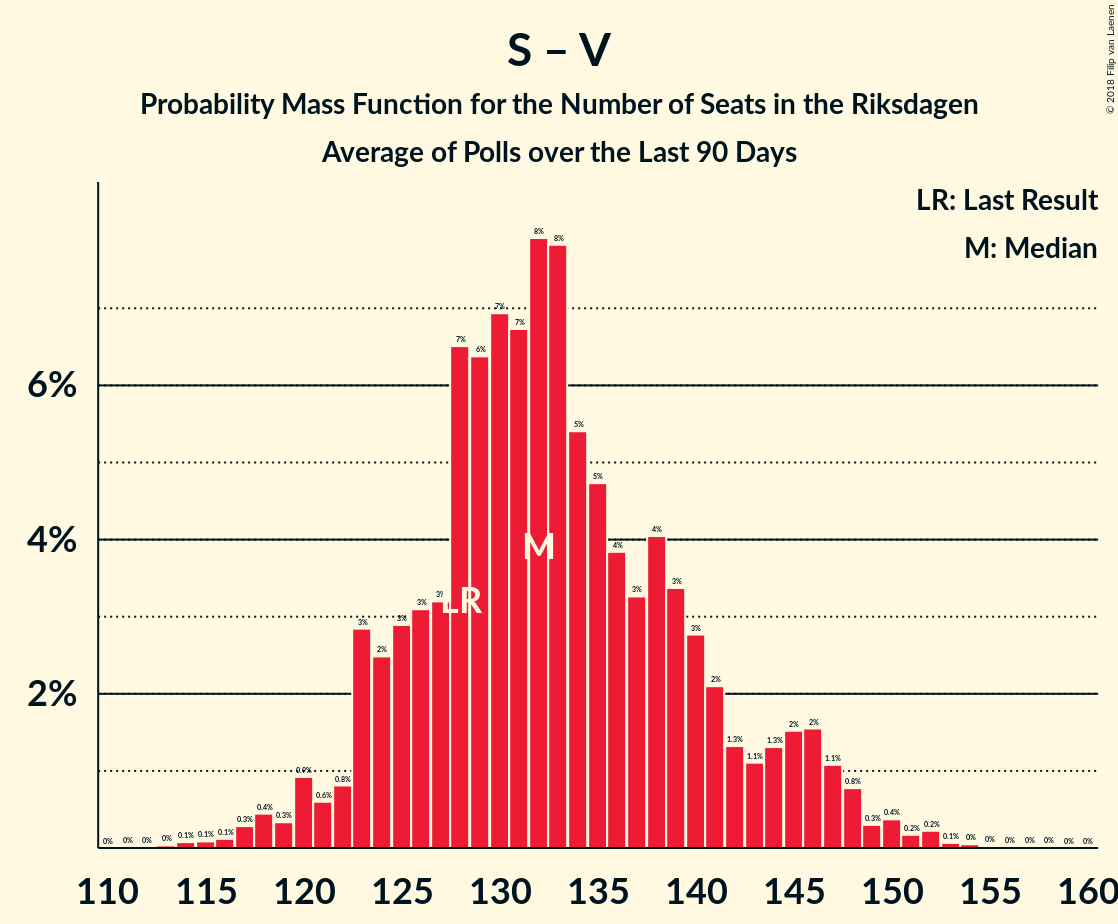 S – V
Probability Mass Function for the Number of Seats in the Riksdagen
Average of Polls over the Last 90 Days
© 2018 Filip van Laenen
LR: Last Result
M: Median
6%
4%
2%
0% 0% 0% 0% 0.1% 0.1% 0.1% 0.3% 0.4% 0.3% 0.9% 0.6% 0.8% 3% 2% 3% 3% 3% 7% 6% 7% 7% 8% 8% 5% 5% 4% 3% 4% 3% 3% 2% 1.3% 1.1% 1.3% 2% 2% 1.1% 0.8% 0.3% 0.4% 0.2% 0.2% 0.1% 0% 0% 0% 0% 0% 0% 0%
LR
M
110 115 120 125 130 135 140 145 150 155 160